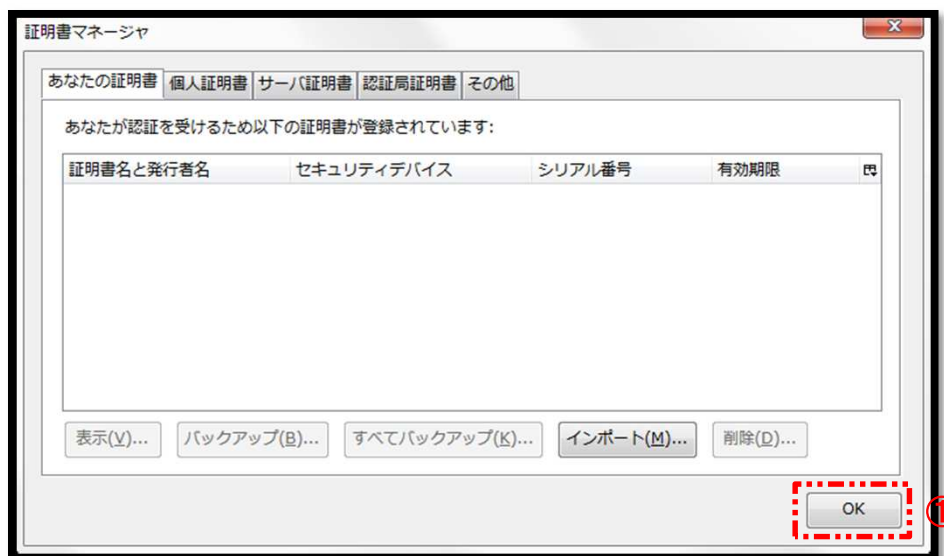 証明書マネージャ
あなたの証明書 個人証明書 サーバ証明書 認証局証明書 その他
あなたが認証を受けるため以下の証明書が登録されています:
証明書名と発行者名 セキュリティデバイス シリアル番号 有効期限
表示(V)... バックアップ(B)... すべてバックアップ(K)... インポート(M)... 削除(D)...
OK ①